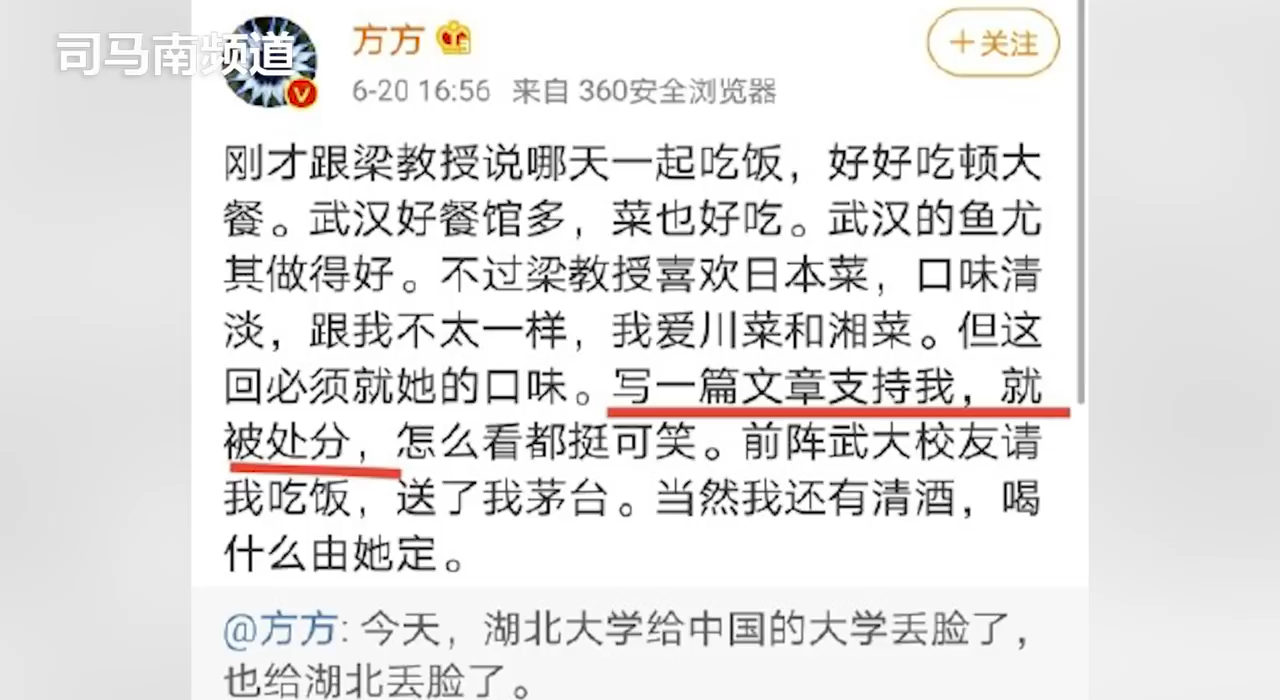 司马南频道
方方
+关注
6-20 16:56 来自 360安全浏览器
刚才跟梁教授说哪天一起吃饭，好好吃顿大
餐。武汉好餐馆多，菜也好吃。武汉的鱼尤
其做得好。不过梁教授喜欢日本菜，口味清
淡，跟我不太一样，我爱川菜和湘菜。但这
回必须就她的口味。写一篇文章支持我，就
被处分，怎么看都挺可笑。前阵武大校友请
我吃饭，送了我茅台。当然我还有清酒，喝
什么由她定。
@方方: 今天，湖北大学给中国的大学丢脸了，
也给湖北丢脸了。